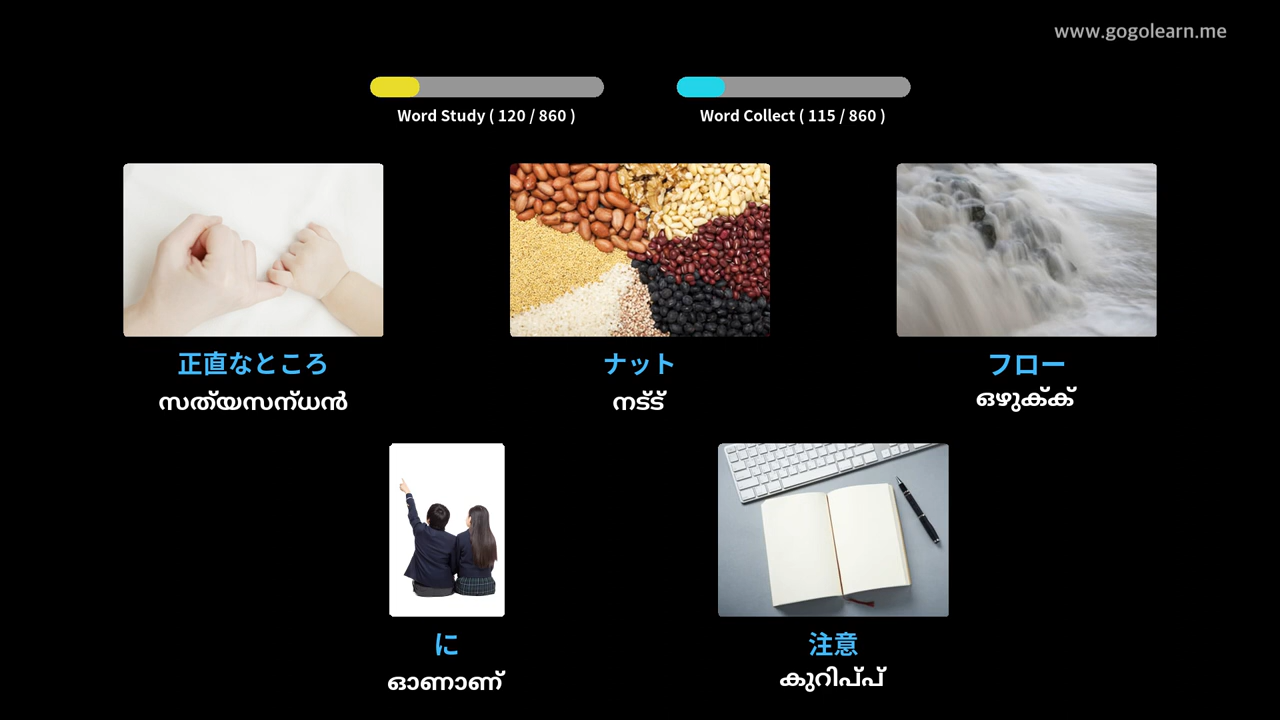 www.gogolearn.me
Word Study ( 120 / 860 )
Word Collect ( 115 / 860 )
正直なところ
സത്യസന്ധൻ
ナット
നട്ട്
フロー
ഒഴുക്ക്
に
ഓണാണ്
注意
കുറിപ്പ്